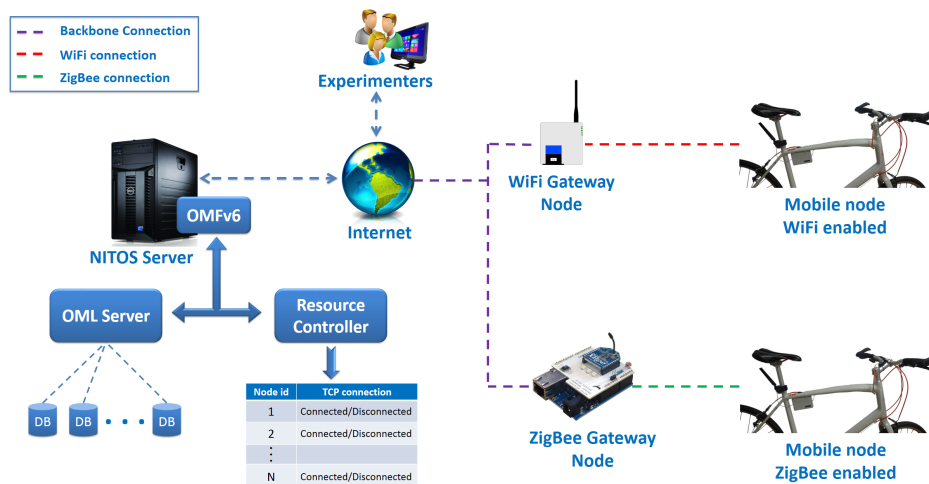 Backbone Connection
WiFi connection
ZigBee connection
Experimenters
WiFi Gateway
Node
Mobile node
WiFi enabled
Internet
OMFv6
NITOS Server
OML Server
Resource
Controller
DB
DB
DB
Node id TCP connection
1 Connected/Disconnected
2 Connected/Disconnected
N Connected/Disconnected
ZigBee Gateway
Node
Mobile node
ZigBee enabled